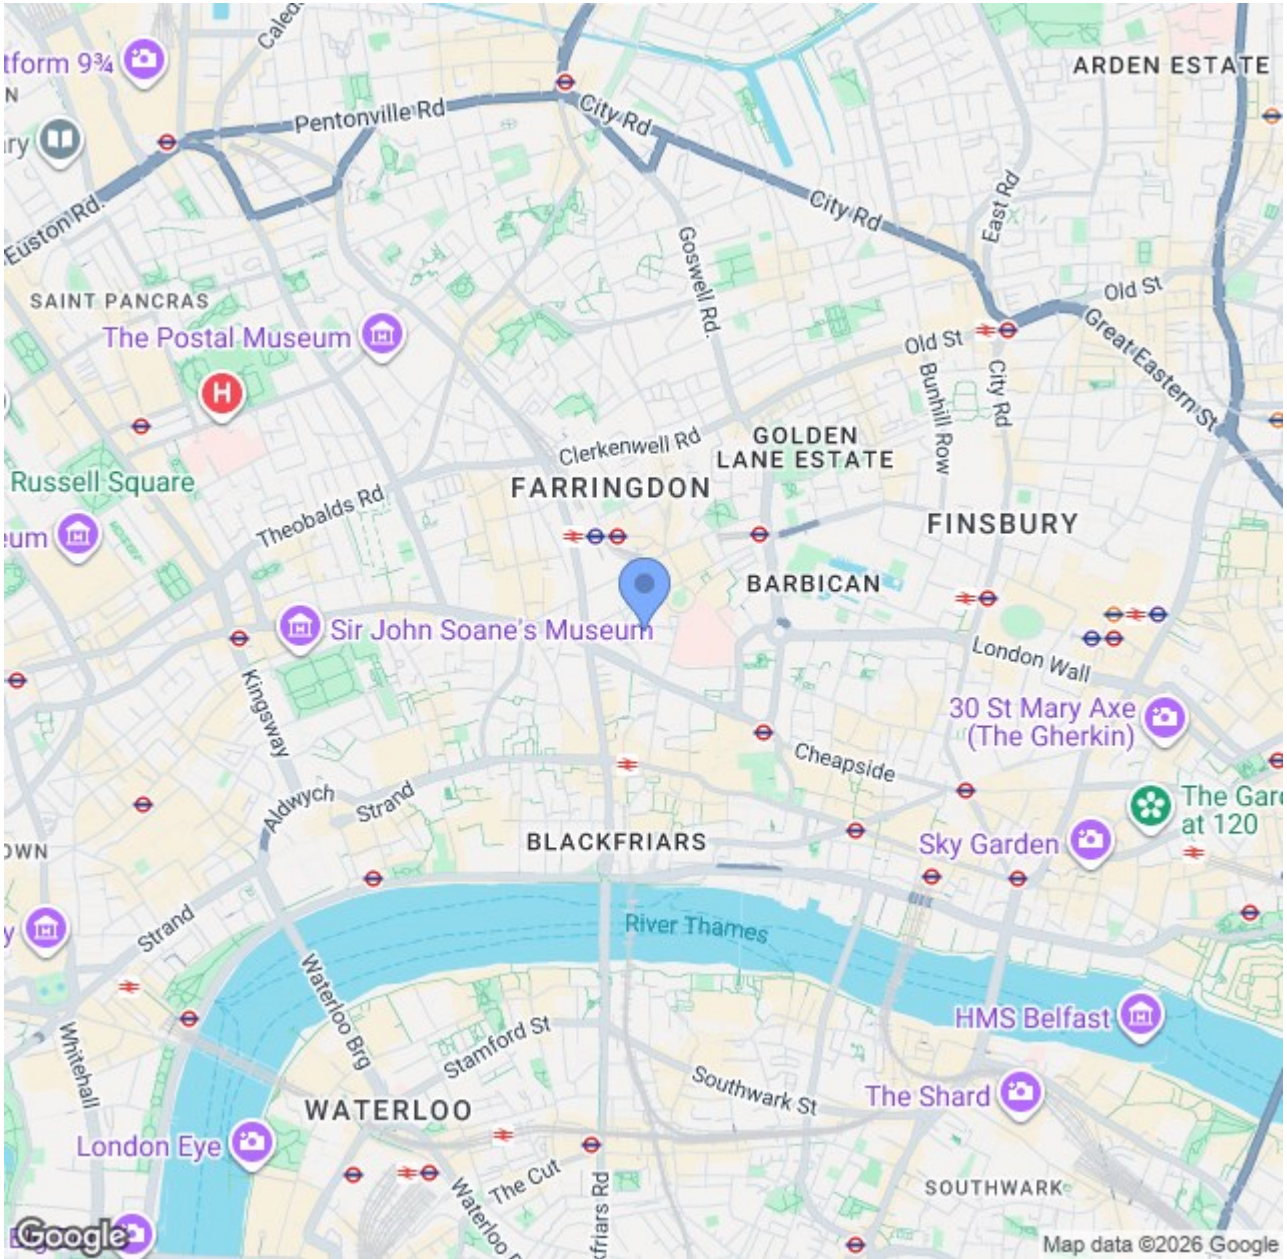 tform 9¾
N
Caled
ARDEN ESTATE
Pentonville Rd
City Rd
ry
City Rd
East Rd
Euston Rd
Goswell Rd
SAINT PANCRAS
Old St
The Postal Museum
Great Eastern St
Old St
H
City Rd
Bunhill Row
Clerkenwell Rd
GOLDEN
LANE ESTATE
Russell Square
FARRINGDON
Theobalds Rd
FINSBURY
um
BARBICAN
Sir John Soane's Museum
London Wall
Kingsway
30 St Mary Axe
(The Gherkin)
Cheapside
Aldwych
Strand
The Gar
at 120
BLACKFRIARS
Sky Garden
OWN
Strand
River Thames
y
Waterloo Brg
HMS Belfast
Whitehall
Stamford St
Southwark St
The Shard
WATERLOO
London Eye
The Cut
SOUTHWARK
Waterloo
kfriars Rd
Google
Map data ©2026 Google